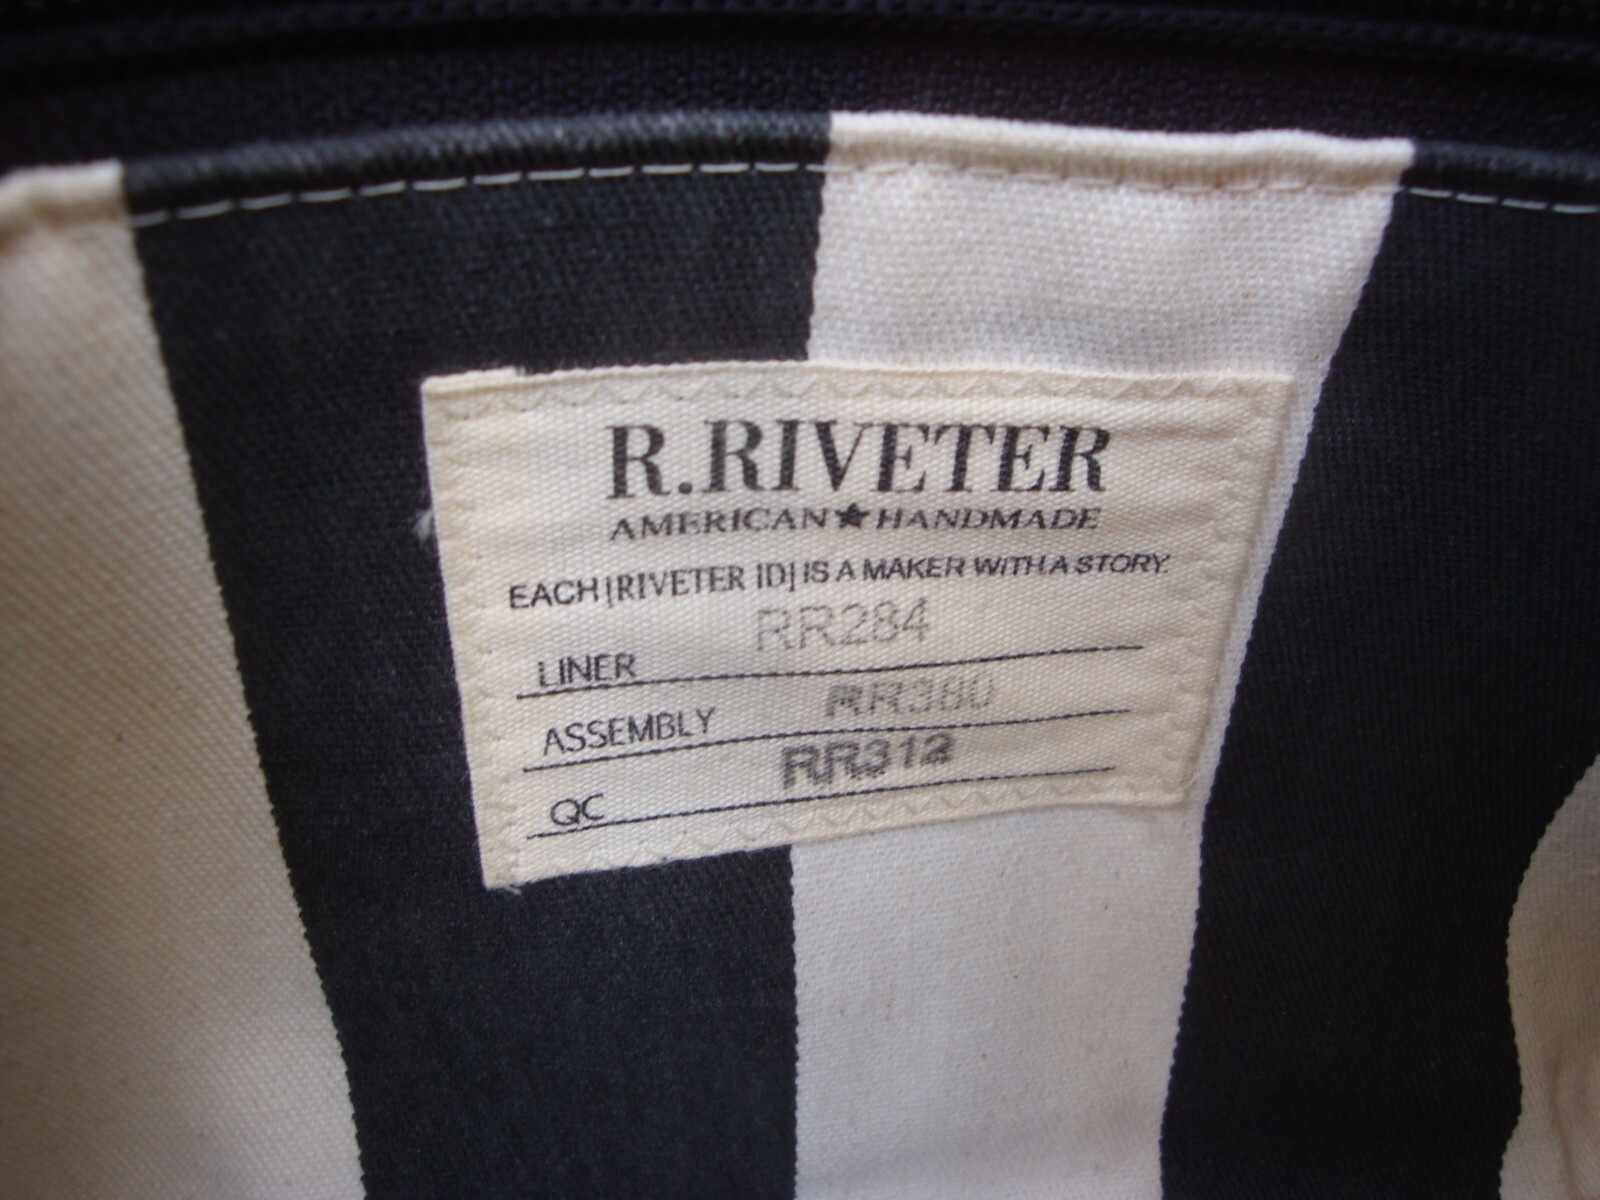 R.RIVETER
AMERICAN★HANDMADE
EACH [RIVETER ID] IS A MAKER WITH A STORY.
LINER RR284
ASSEMBLY RR380
QC RR312